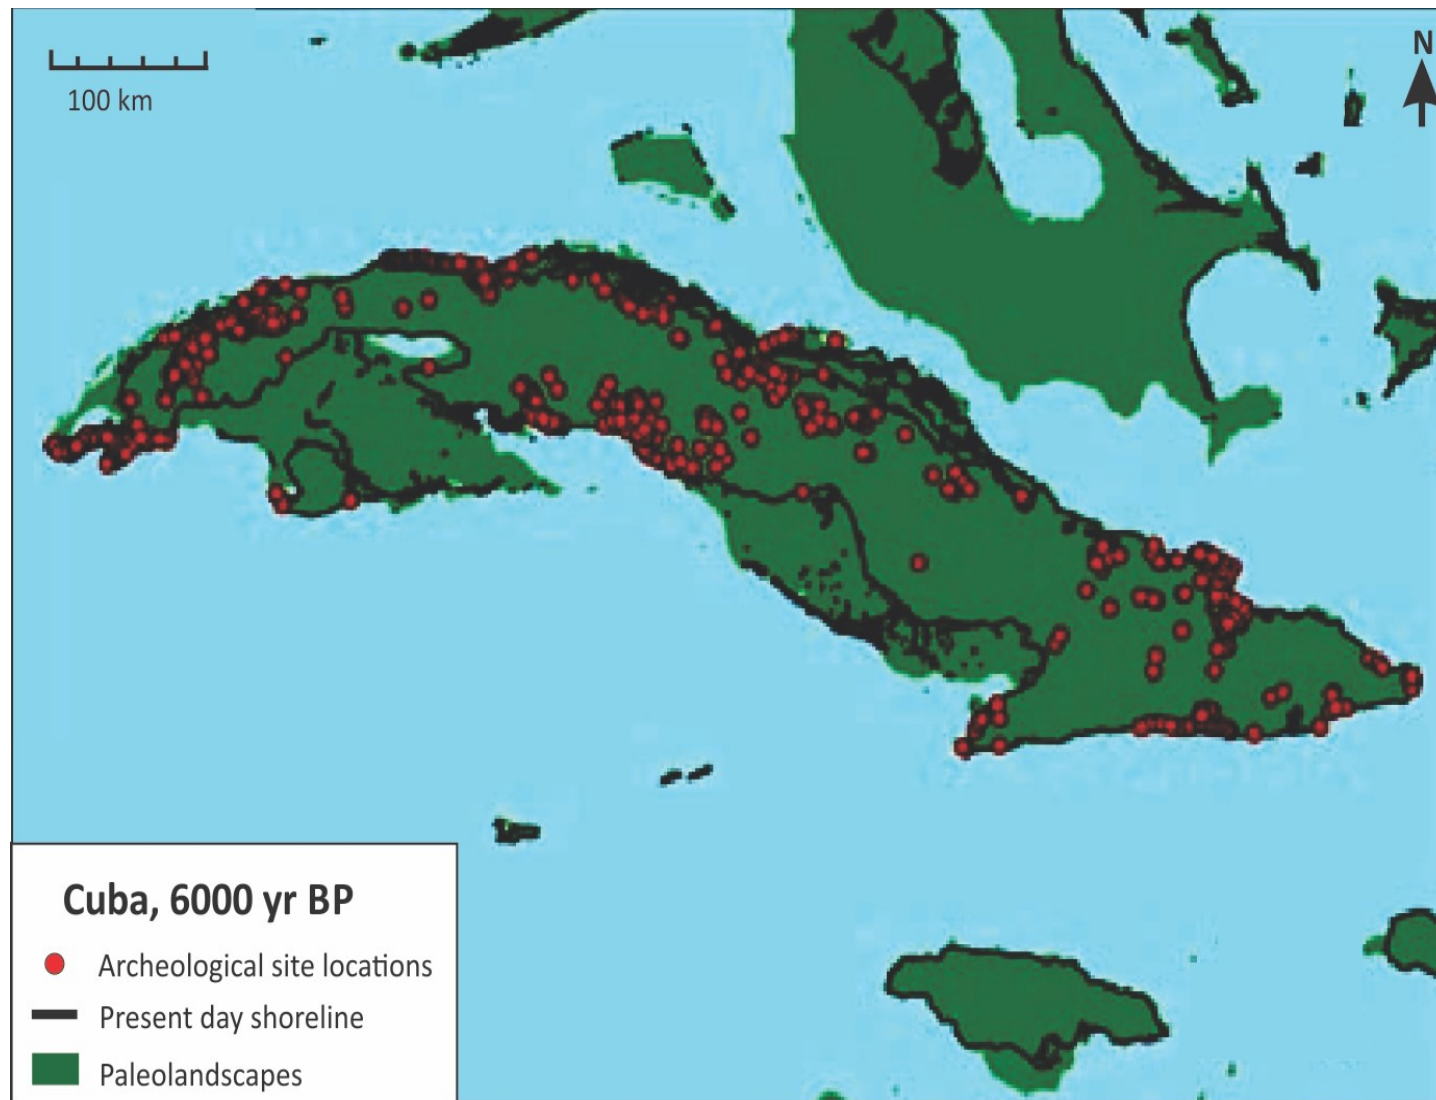 N
100 km
Cuba, 6000 yr BP
Archeological site locations
Present day shoreline
Paleolandscapes